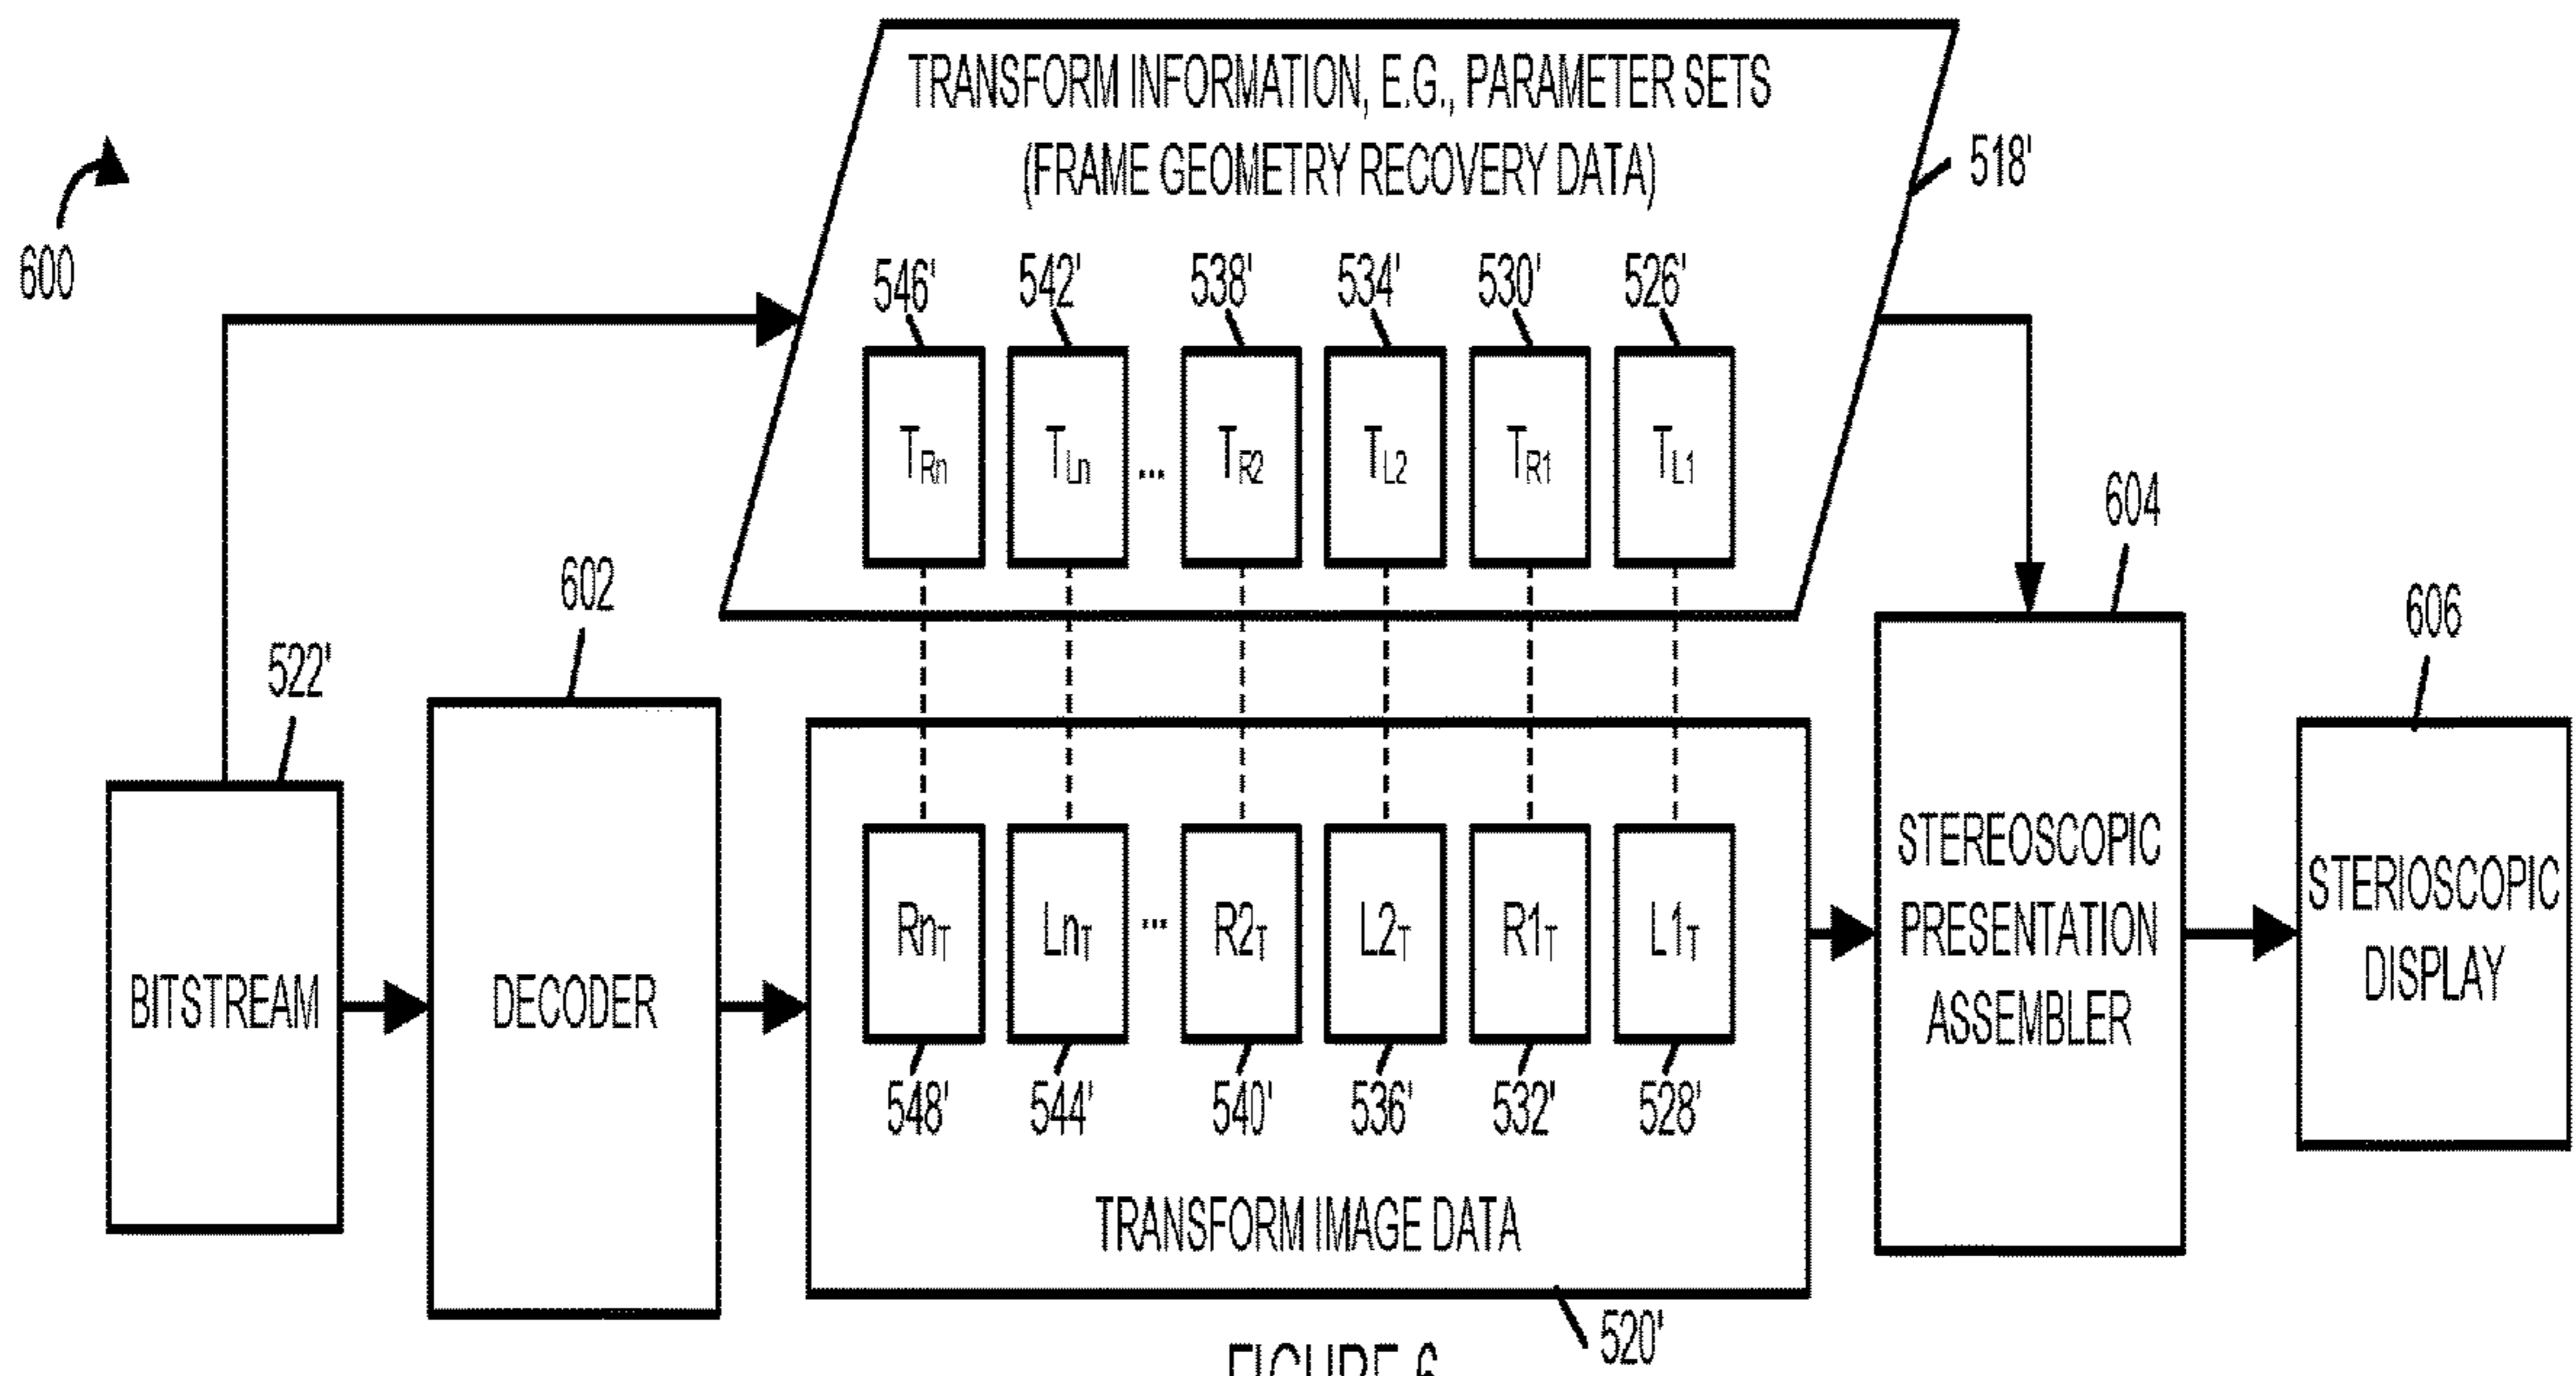 TRANSFORM INFORMATION, E.G., PARAMETER SETS
(FRAME GEOMETRY RECOVERY DATA)
518'
600
546' 542' 538' 534' 530' 526'
TRn TLn ... TR2 TL2 TR1 TL1
604
602
606
522'
BITSTREAM
DECODER
RnT LnT ... R2T L2T R1T L1T
548' 544' 540' 536' 532' 528'
TRANSFORM IMAGE DATA
520'
STEREOSCOPIC
PRESENTATION
ASSEMBLER
STERIOSCOPIC
DISPLAY
FIGURE 6